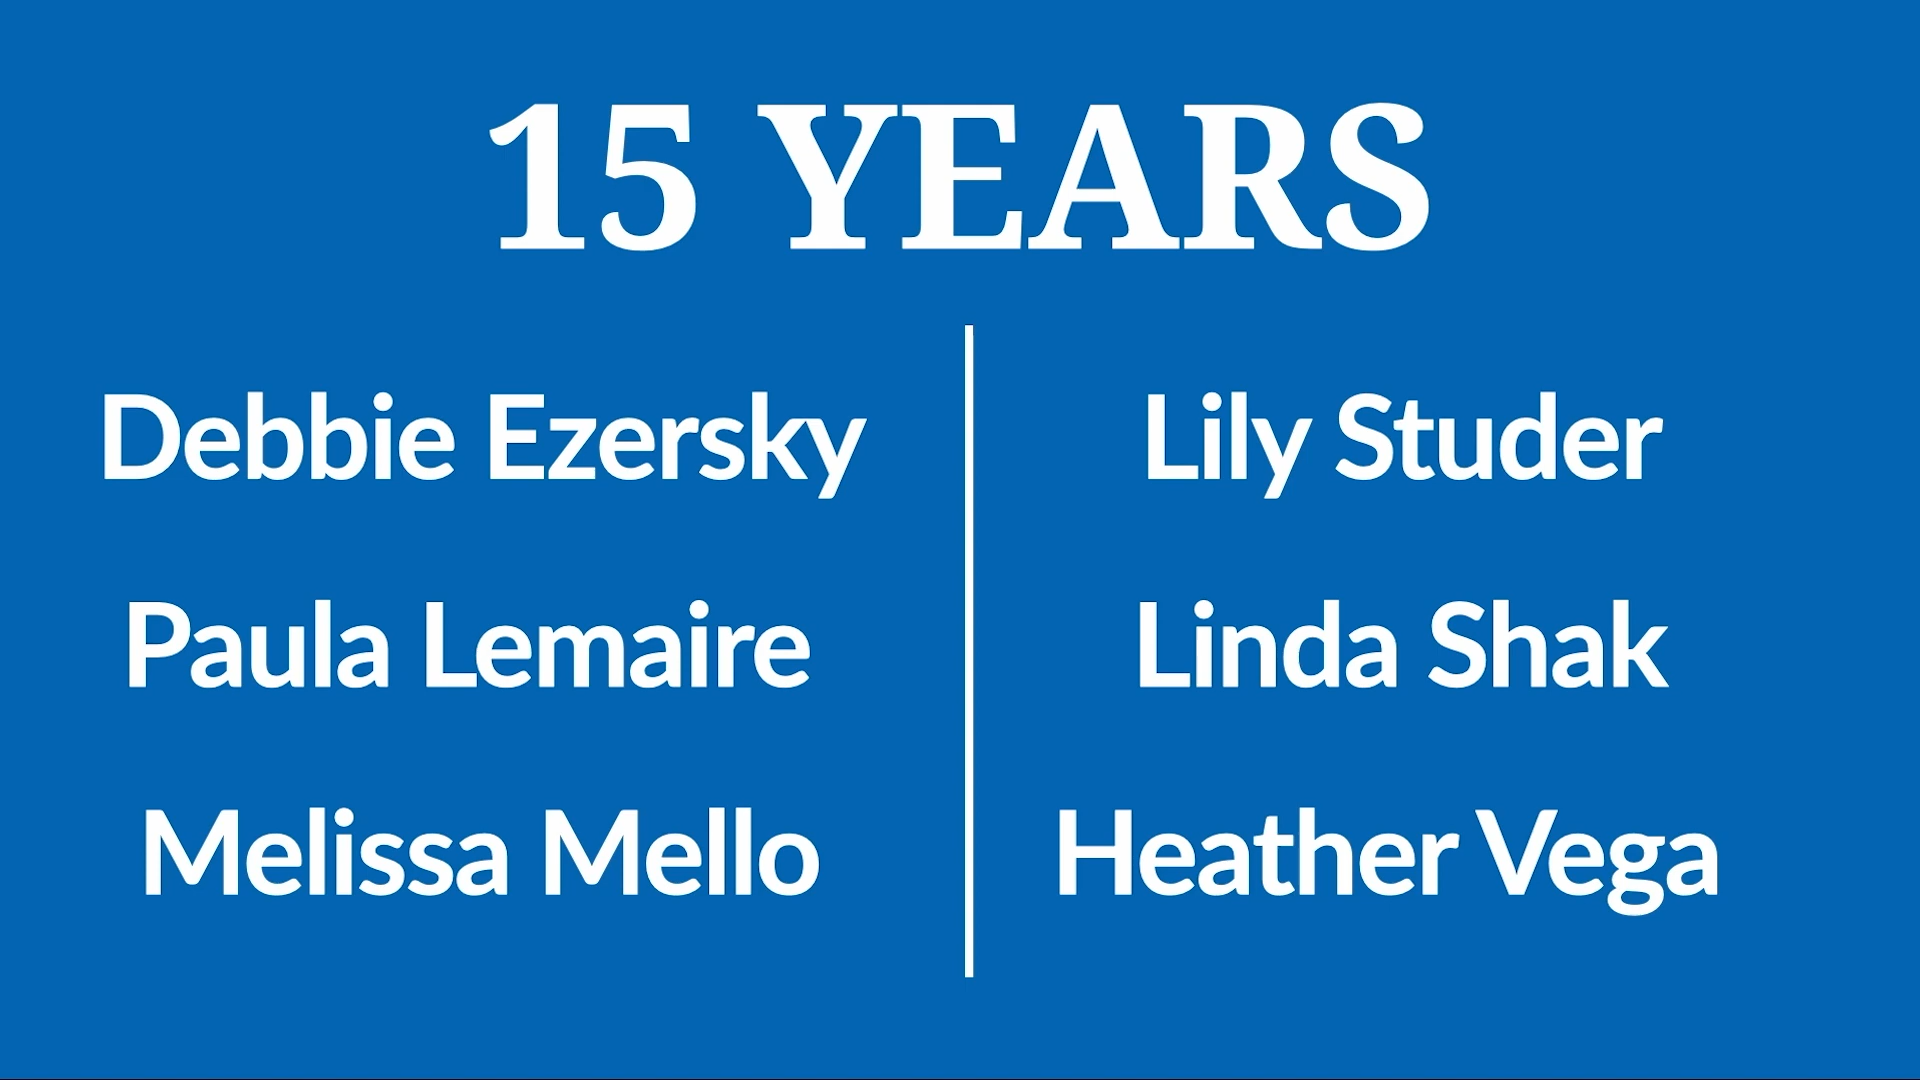 15 YEARS
Debbie Ezersky
Paula Lemaire
Melissa Mello
Lily Studer
Linda Shak
Heather Vega